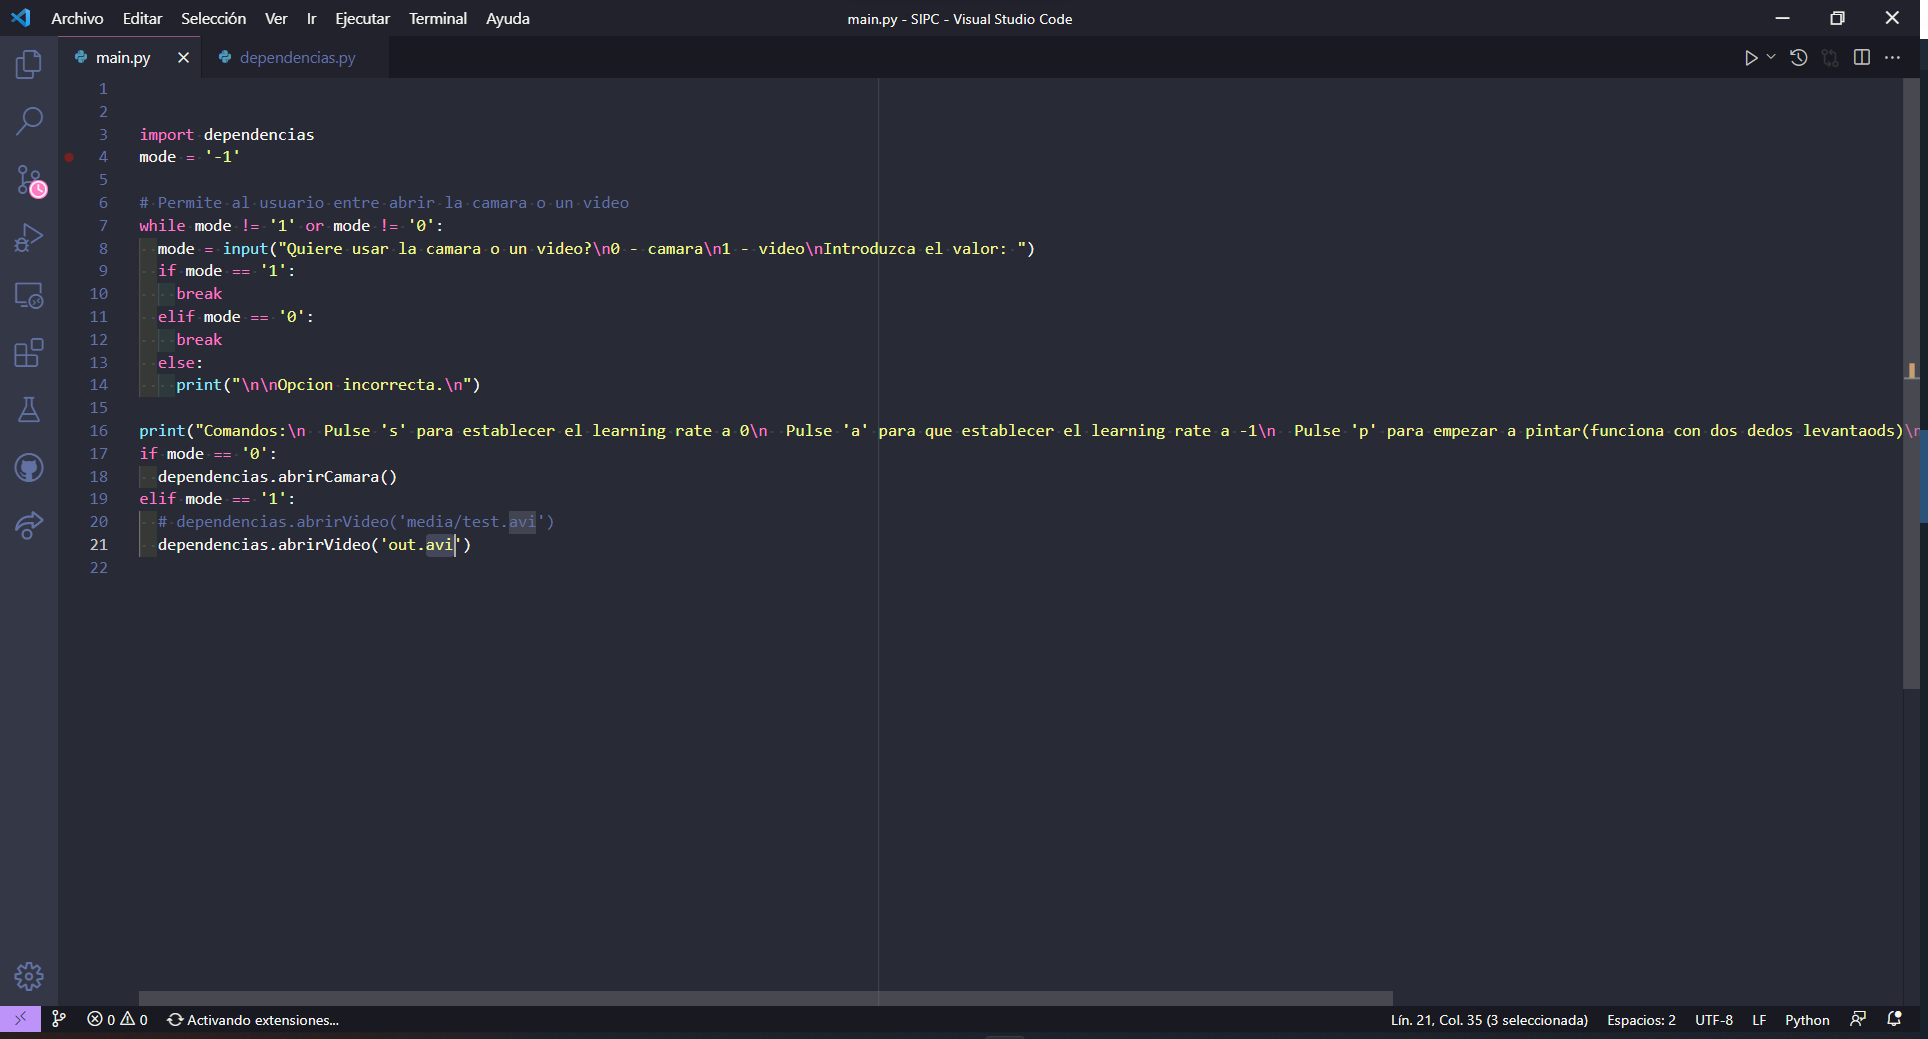 Archivo Editar Selección Ver Ir Ejecutar Terminal Ayuda
main.py - SIPC - Visual Studio Code
main.py dependencias.py
1
2
3 import dependencias
4 mode = '-1'
5
6 # Permite al usuario entre abrir la camara o un video
7 while mode != '1' or mode != '0':
8 mode = input("Quiere usar la camara o un video?\n0 - camara\n1 - video\nIntroduzca el valor: ")
9 if mode == '1':
10 break
11 elif mode == '0':
12 break
13 else:
14 print("\n\nOpcion incorrecta.\n")
15
16 print("Comandos:\n  Pulse 's' para establecer el learning rate a 0\n  Pulse 'a' para que establecer el learning rate a -1\n  Pulse 'p' para empezar a pintar(funciona con dos dedos levantaods)\n
17 if mode == '0':
18 dependencias.abrirCamara()
19 elif mode == '1':
20 # dependencias.abrirVideo('media/test.avi')
21 dependencias.abrirVideo('out.avi')
22
0 0 Activando extensiones... Lín. 21, Col. 35 (3 seleccionada) Espacios: 2 UTF-8 LF Python